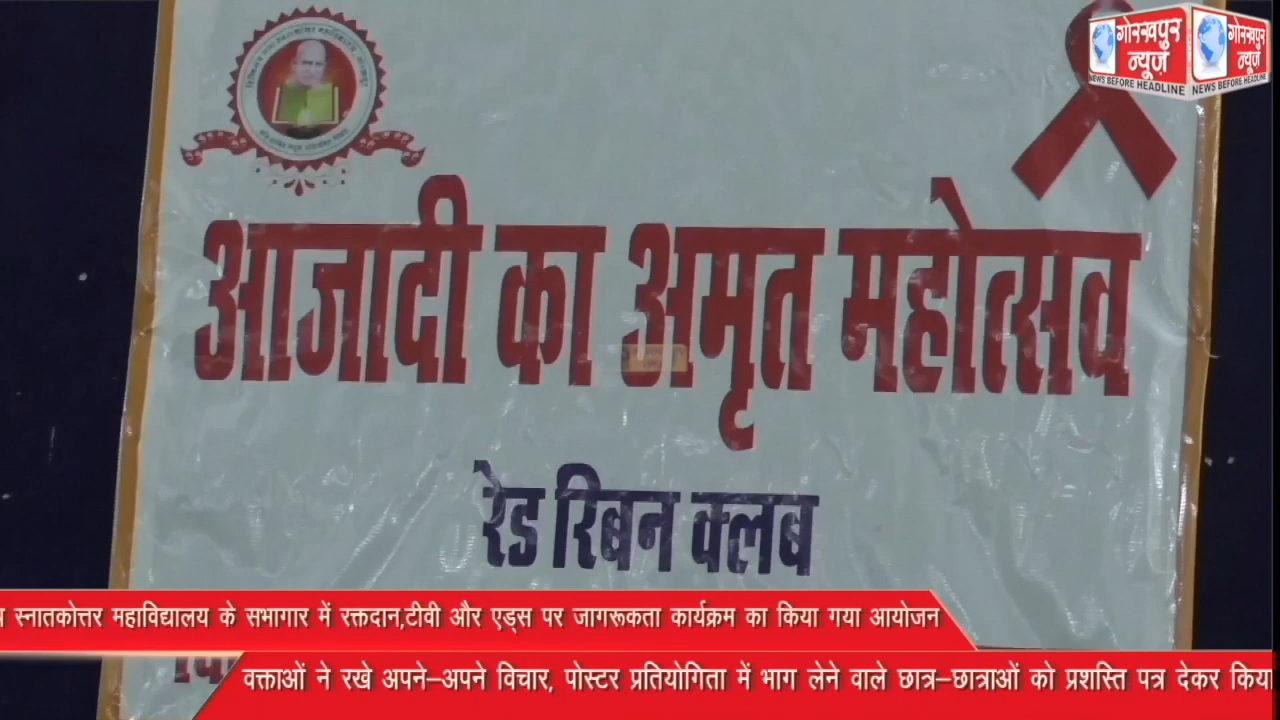 गोरखपुर गोरखपुर
न्यूज़ न्यूज़
NEWS BEFORE HEADLINE NEWS BEFORE HEADLINE
आजादी का अमृत महोत्सव
रेड रिबन क्लब
स्नातकोत्तर महाविद्यालय के सभागार में रक्तदान,टीवी और एड्स पर जागरूकता कार्यक्रम का किया गया आयोजन
वक्ताओं ने रखे अपने–अपने विचार, पोस्टर प्रतियोगिता में भाग लेने वाले छात्र–छात्राओं को प्रशस्ति पत्र देकर किया